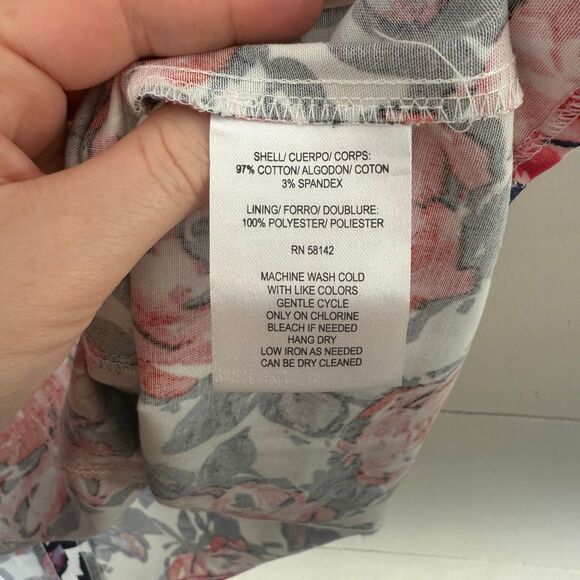 SHELL/ CUERPO/ CORPS:
97% COTTON/ ALGODON/ COTON
3% SPANDEX
LINING/ FORRO/ DOUBLURE:
100% POLYESTER/ POLIESTER
RN 58142
MACHINE WASH COLD
WITH LIKE COLORS
GENTLE CYCLE
ONLY ON CHLORINE
BLEACH IF NEEDED
HANG DRY
LOW IRON AS NEEDED
CAN BE DRY CLEANED